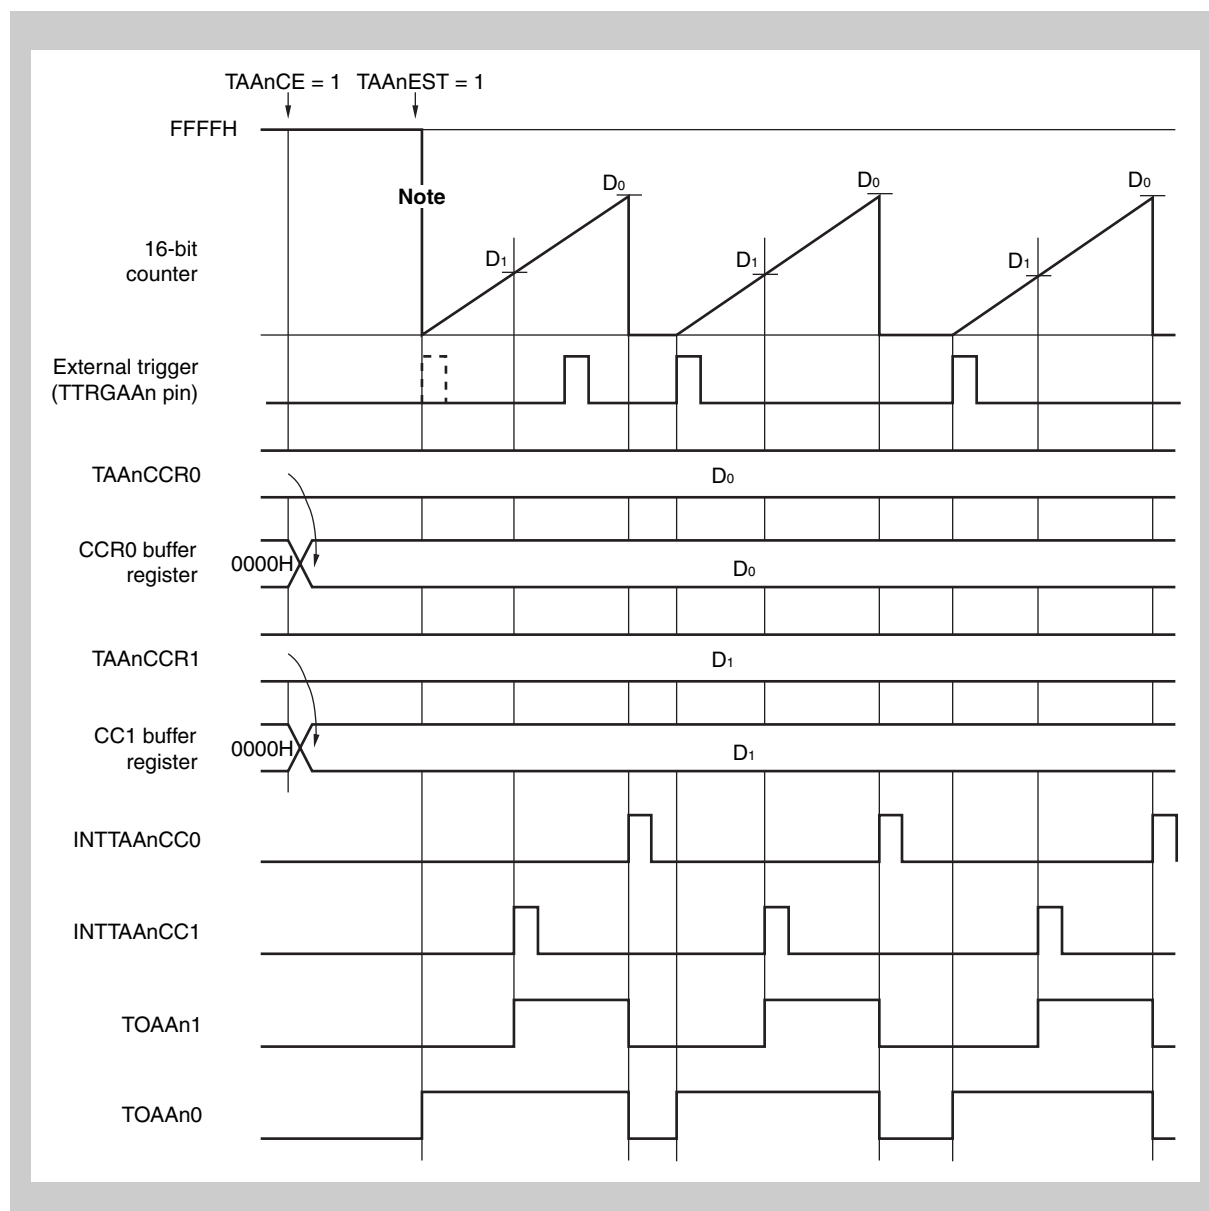 TAAnCE = 1 TAAnEST = 1
FFFFH
Note
D0
D0
D0
16-bit
counter
D1
D1
D1
External trigger
(TTRGAAn pin)
TAAnCCR0
D0
CCR0 buffer
register
0000H
D0
TAAnCCR1
D1
CC1 buffer
register
0000H
D1
INTTAAnCC0
INTTAAnCC1
TOAAn1
TOAAn0